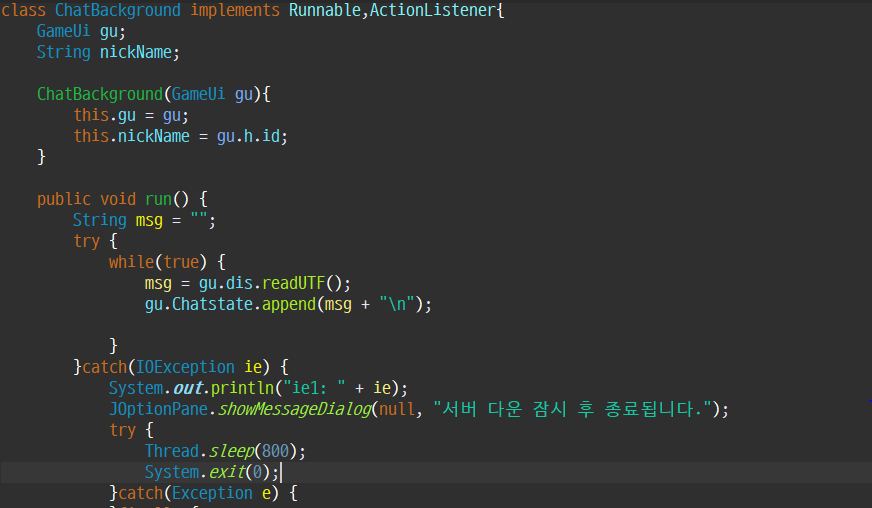 class ChatBackground implements Runnable,ActionListener{
    GameUi gu;
    String nickName;

    ChatBackground(GameUi gu){
        this.gu = gu;
        this.nickName = gu.h.id;
    }

    public void run() {
        String msg = "";
        try {
            while(true) {
                msg = gu.dis.readUTF();
                gu.Chatstate.append(msg + "\n");

            }
        }catch(IOException ie) {
            System.out.println("ie1: " + ie);
            JOptionPane.showMessageDialog(null, "서버 다운 잠시 후 종료됩니다.");
            try {
                Thread.sleep(800);
                System.exit(0);
            }catch(Exception e) {